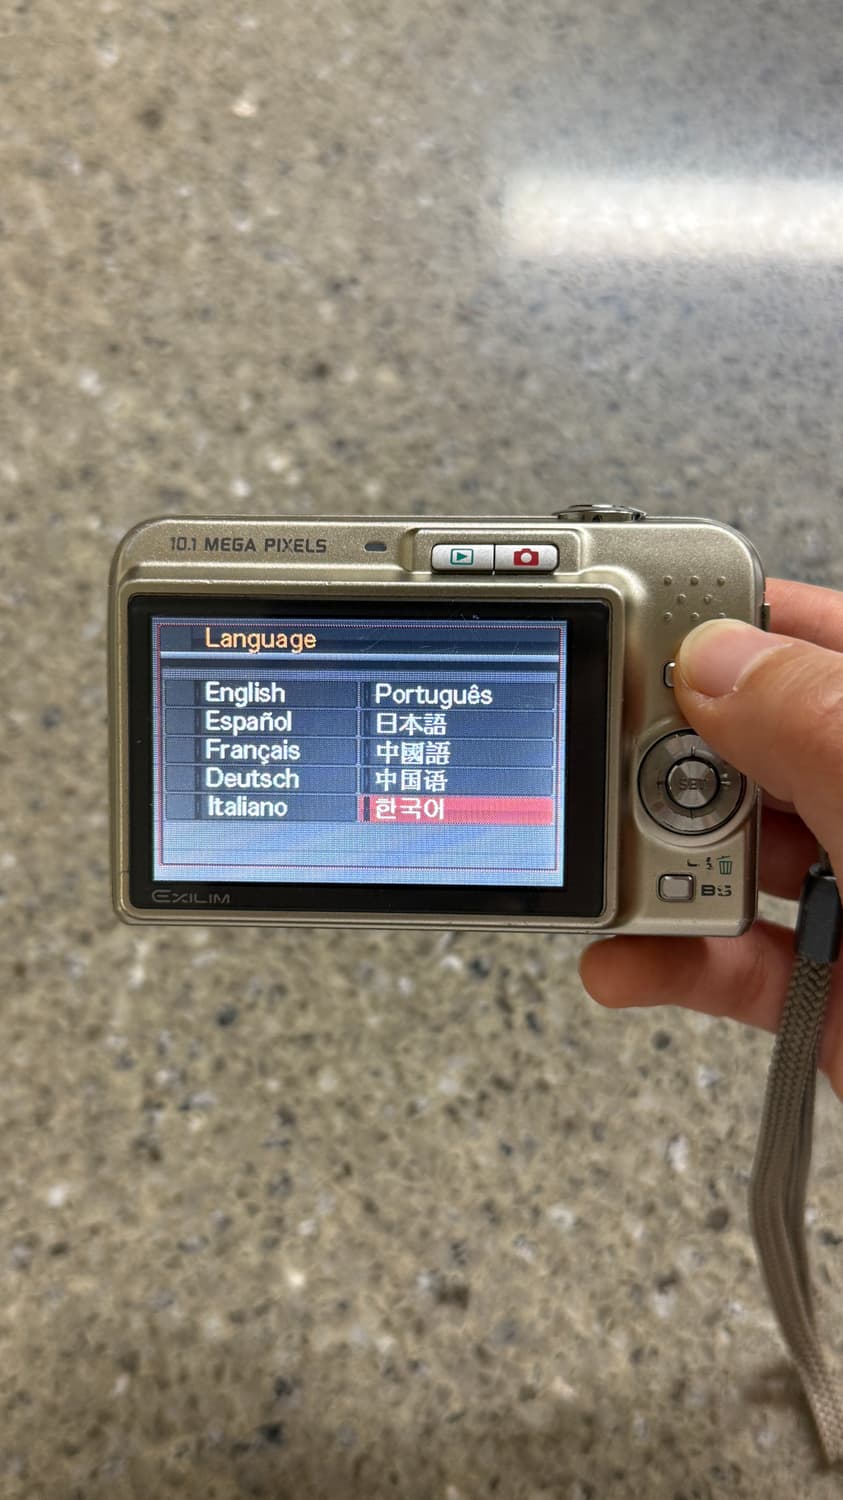 10.1 MEGA PIXELS
Language
English
Português
Español
日本語
Français
中國語
Deutsch
中国语
Italiano
한국어
EXILIM
SET
BS